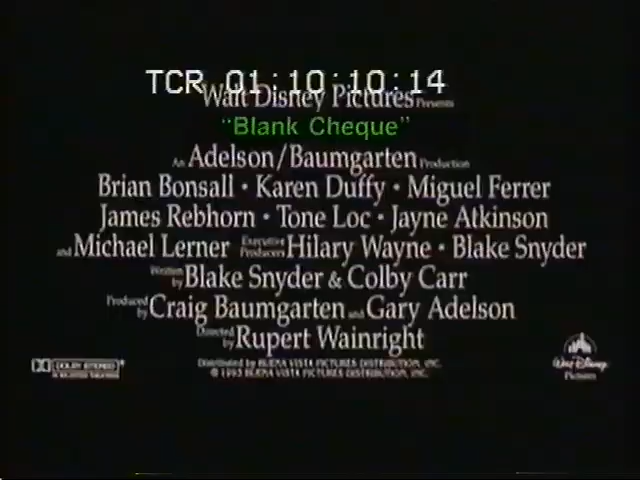 TCR 01:10:10:14
Walt Disney Pictures Presents
"Blank Cheque"
An Adelson/Baumgarten Production
Brian Bonsall • Karen Duffy • Miguel Ferrer
James Rebhorn • Tone Loc • Jayne Atkinson
and Michael Lerner Executive Producers Hilary Wayne • Blake Snyder
Written by Blake Snyder & Colby Carr
Produced by Craig Baumgarten and Gary Adelson
Directed by Rupert Wainright
Distributed by BUENA VISTA PICTURES DISTRIBUTION, INC.
DOLBY STEREO
© 1993 BUENA VISTA PICTURES DISTRIBUTION, INC.
Walt Disney
Pictures